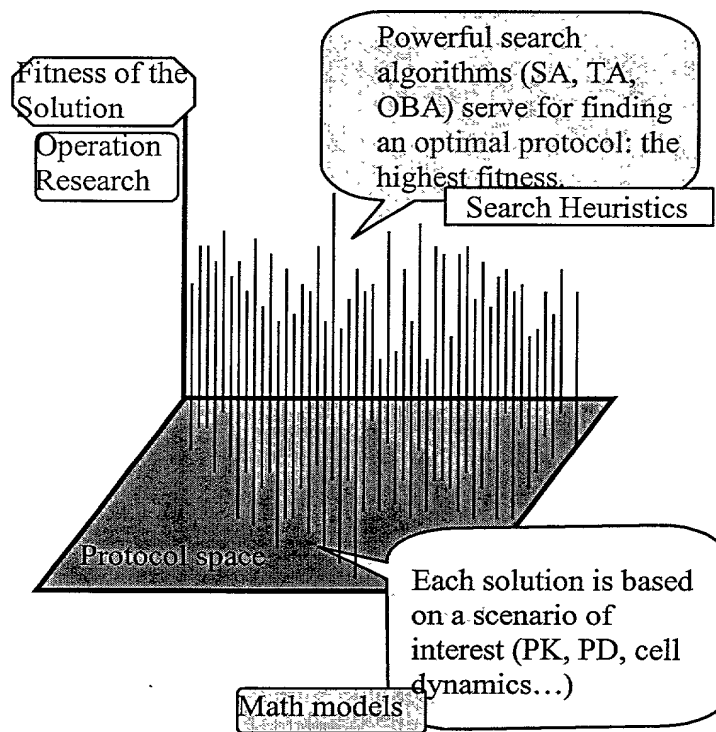 Fitness of the
Solution
Operation
Research
Powerful search
algorithms (SA, TA,
OBA) serve for finding
an optimal protocol: the
highest fitness.
Search Heuristics
Protocol space
Each solution is based
on a scenario of
interest (PK, PD, cell
dynamics…)
Math models